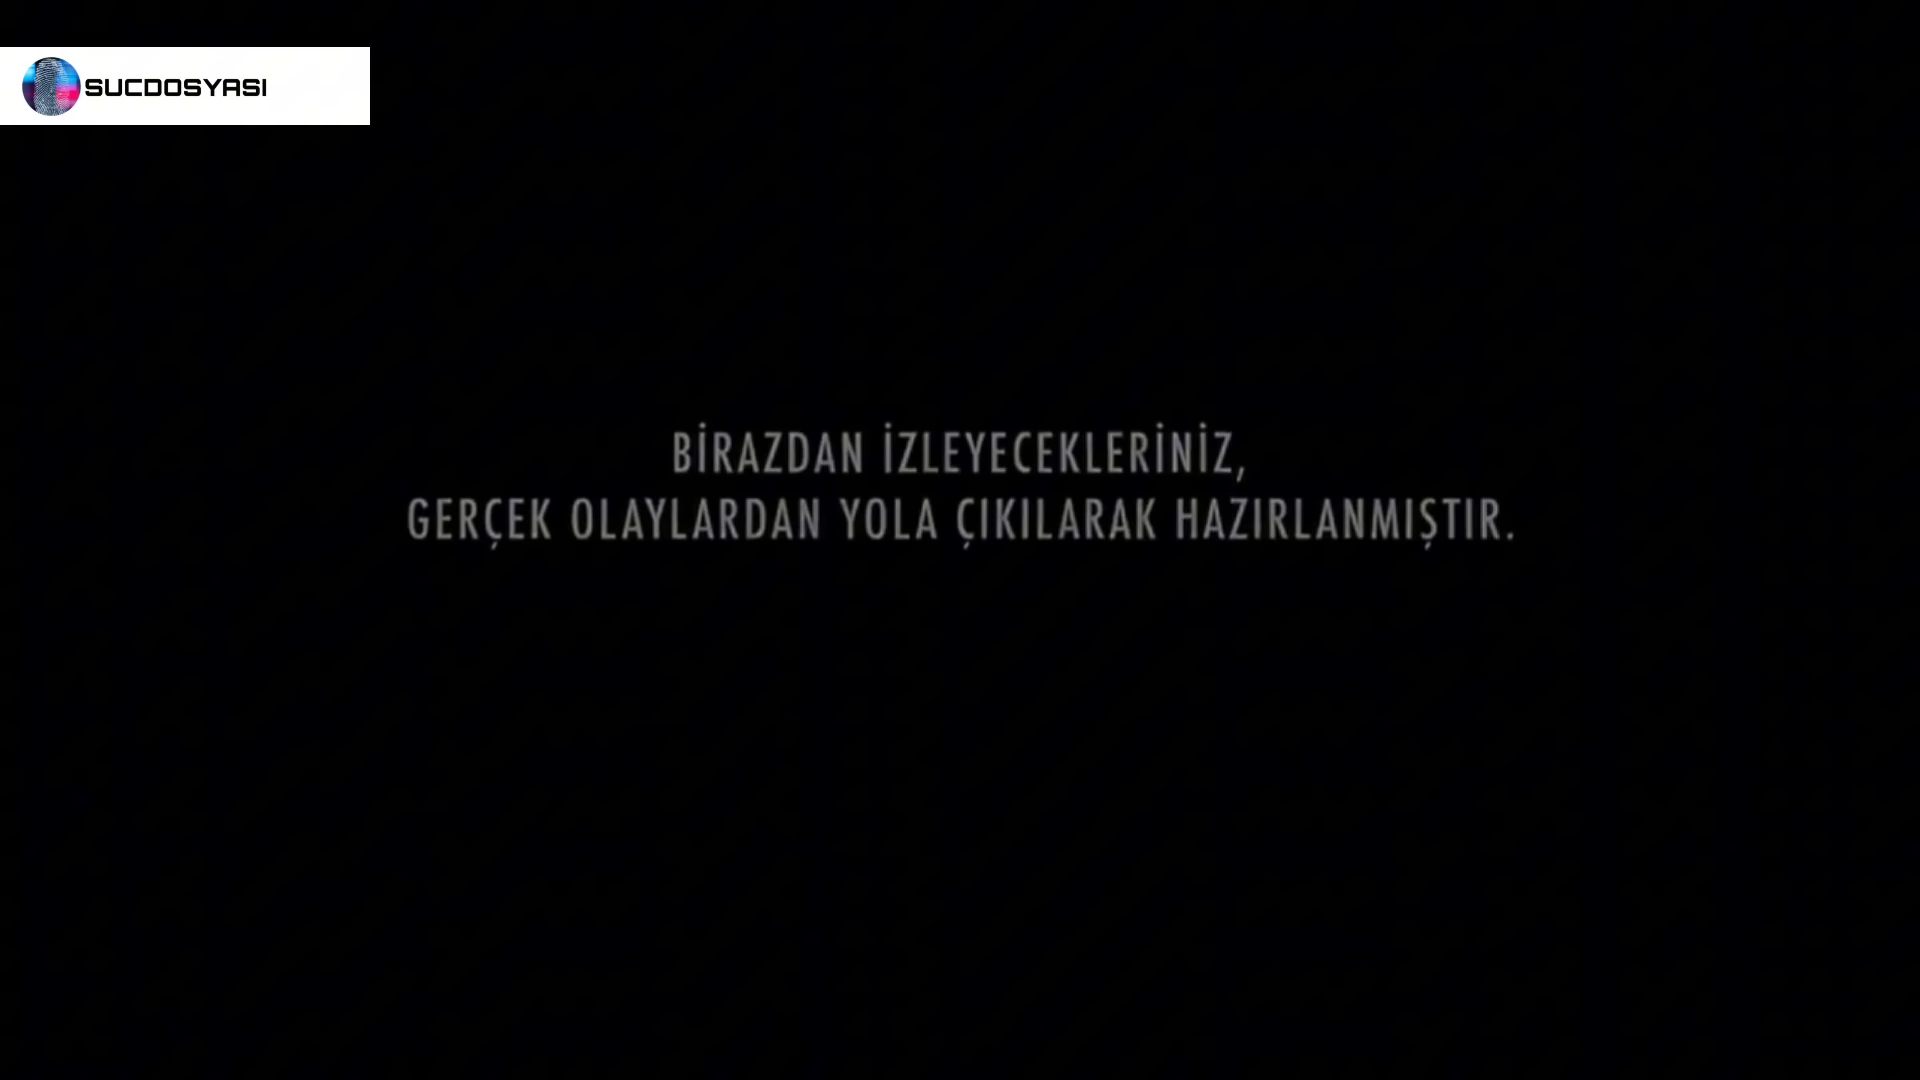 SUCDOSYASI
BİRAZDAN İZLEYECEKLERİNİZ,
GERÇEK OLAYLARDAN YOLA ÇIKILARAK HAZIRLANMIŞTIR.